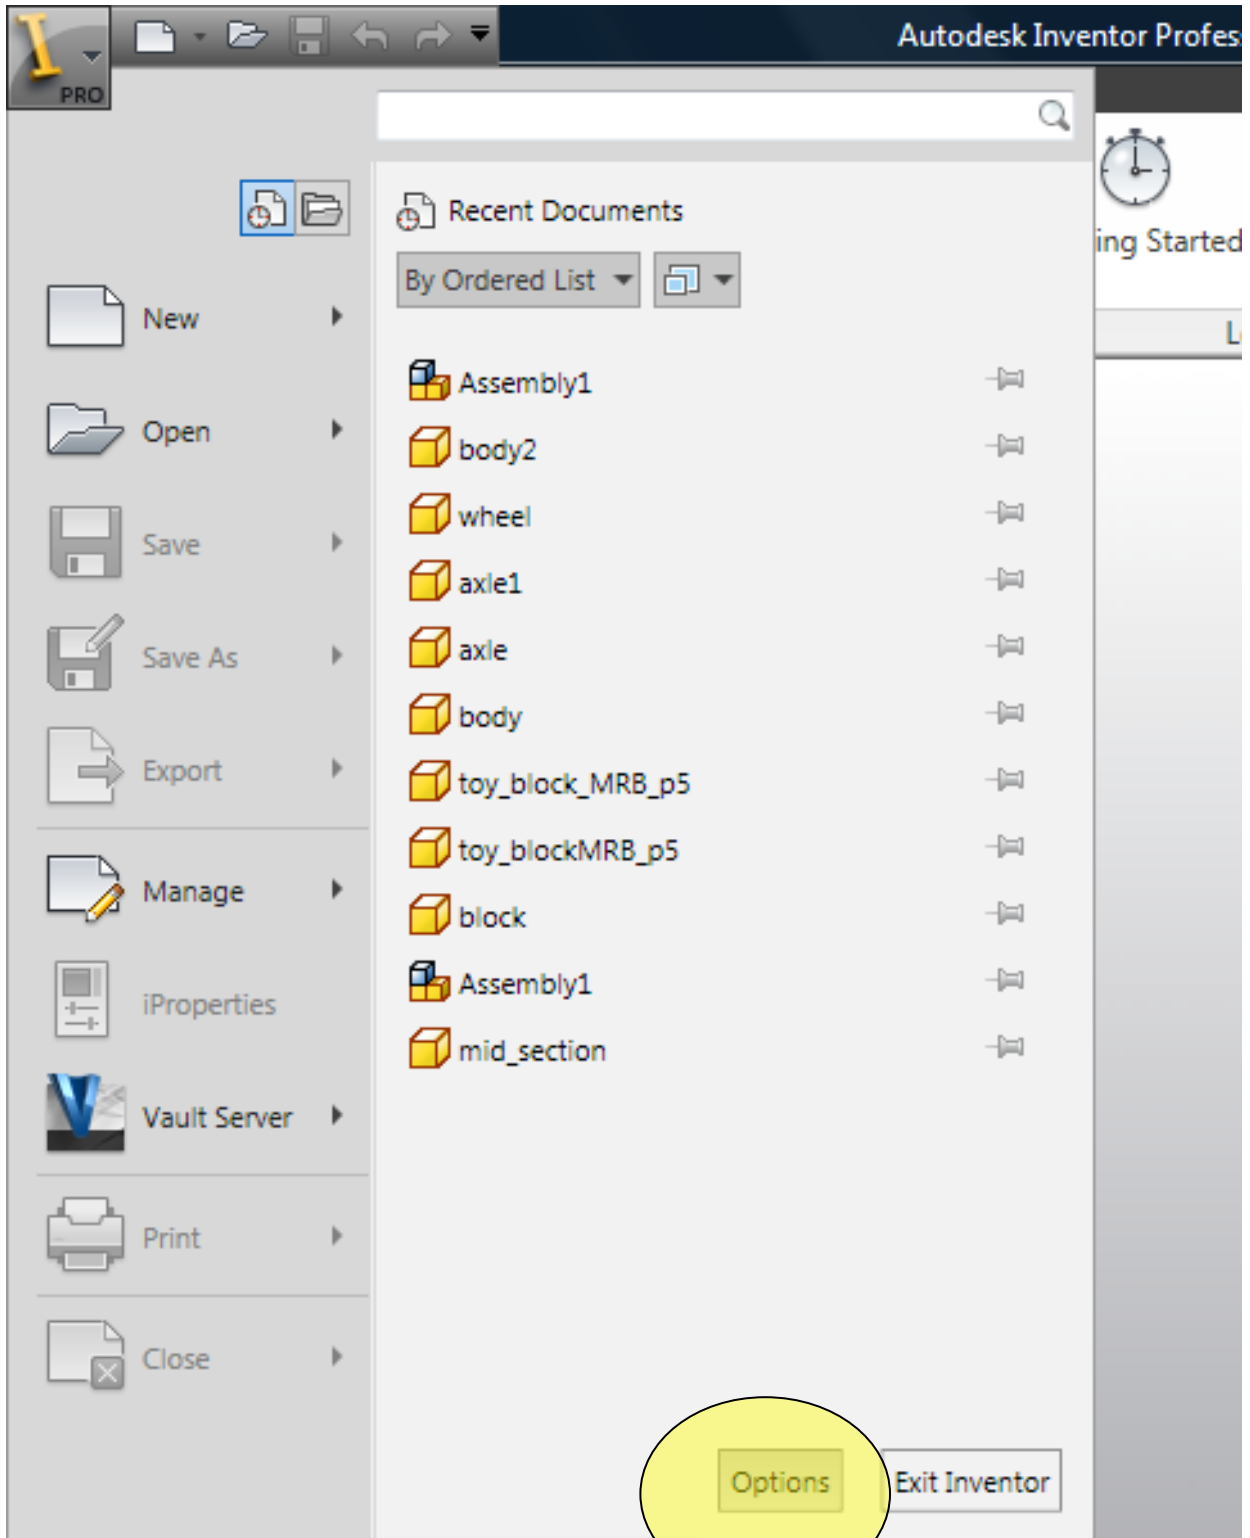 Autodesk Inventor Profes
PRO
Recent Documents
ing Started
By Ordered List
New
L
Assembly1
Open
body2
wheel
Save
axle1
axle
Save As
body
Export
toy_block_MRB_p5
toy_blockMRB_p5
Manage
block
Assembly1
iProperties
mid_section
Vault Server
Print
Close
Options
Exit Inventor